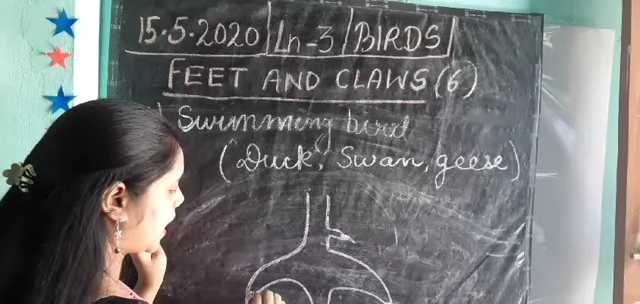 15.5.2020 | Ln-3 | BIRDS
FEET AND CLAWS (6)
) Swimming bird
(Duck, Swan, geese)